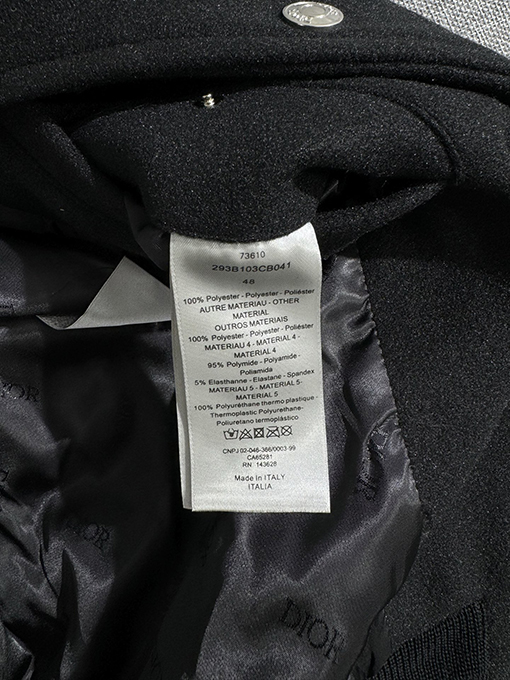 73610
293B103CB041
48
100% Polyester - Polyester - Poliéster
AUTRE MATERIAU - OTHER
MATERIAL
OUTROS MATERIAIS
100% Polyester - Polyester - Poliéster
MATERIAU 4 - MATERIAL 4 -
MATERIAL 4
95% Polymide - Polyamide -
Poliamida
5% Elasthanne - Elastane - Spandex
MATERIAU 5 - MATERIAL 5-
MATERIAL 5
100% Polyuréthane thermo plastique -
Thermoplastic Polyurethane-
Poliuretano termoplástico
CNPJ 02-046-366/0003-99
CA65281
RN: 143628
Made in ITALY
ITALIA
DIOR
DIOR
DIOR